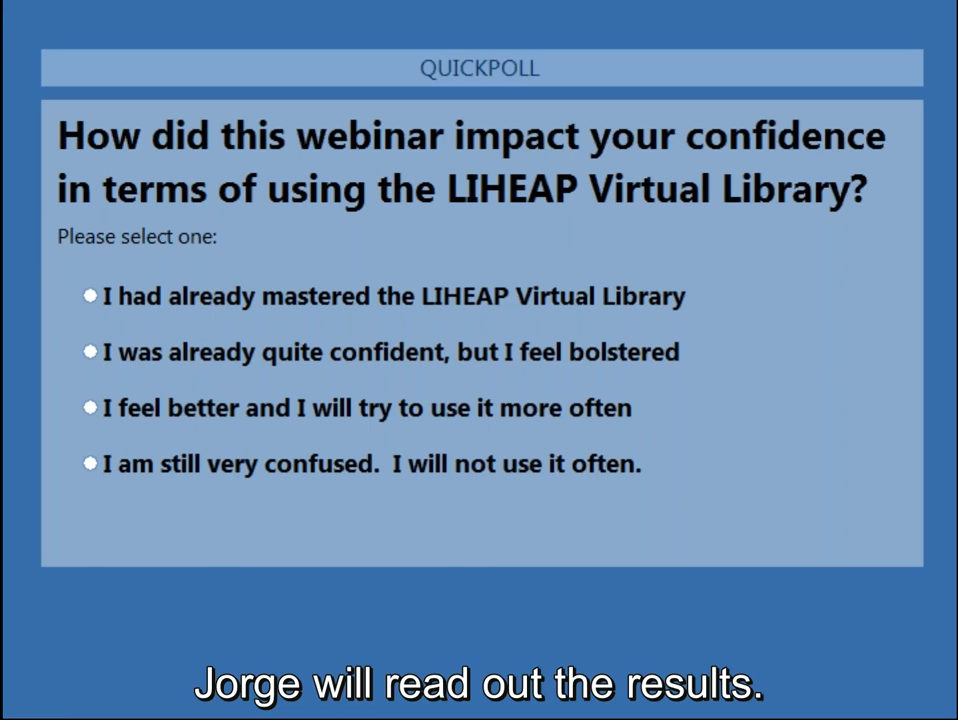 QUICKPOLL
How did this webinar impact your confidence
in terms of using the LIHEAP Virtual Library?
Please select one:
I had already mastered the LIHEAP Virtual Library
I was already quite confident, but I feel bolstered
I feel better and I will try to use it more often
I am still very confused.  I will not use it often.
Jorge will read out the results.